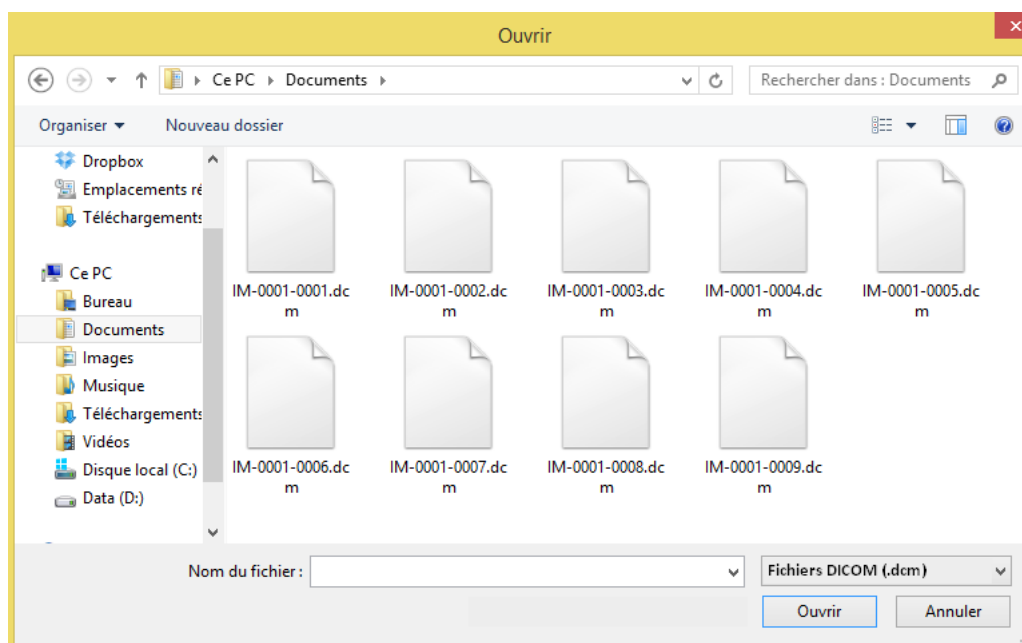 Ouvrir
Ce PC Documents
Rechercher dans : Documents
Organiser
Nouveau dossier
Dropbox
Emplacements ré
Téléchargements
Ce PC
Bureau
Documents
Images
Musique
Téléchargements
Vidéos
Disque local (C:)
Data (D:)
IM-0001-0001.dc
m
IM-0001-0002.dc
m
IM-0001-0003.dc
m
IM-0001-0004.dc
m
IM-0001-0005.dc
m
IM-0001-0006.dc
m
IM-0001-0007.dc
m
IM-0001-0008.dc
m
IM-0001-0009.dc
m
Nom du fichier :
Fichiers DICOM (.dcm)
Ouvrir
Annuler